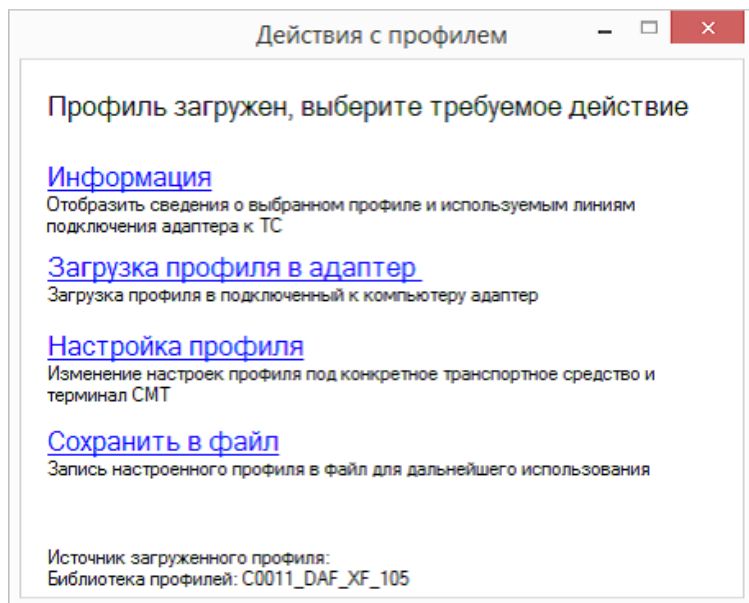 Действия с профилем
Профиль загружен, выберите требуемое действие
Информация
Отобразить сведения о выбранном профиле и используемым линиям
подключения адаптера к ТС
Загрузка профиля в адаптер
Загрузка профиля в подключенный к компьютеру адаптер
Настройка профиля
Изменение настроек профиля под конкретное транспортное средство и
терминал СМТ
Сохранить в файл
Запись настроенного профиля в файл для дальнейшего использования
Источник загруженного профиля:
Библиотека профилей: C0011_DAF_XF_105